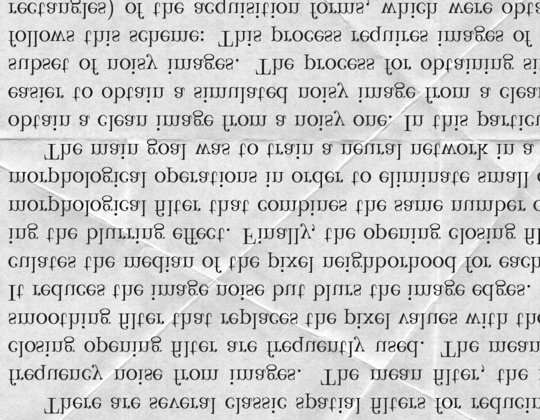 There are several classic spatial filters for reducin
frequency noise from images. The mean filter, the
closing opening filter are frequently used. The mean
smoothing filter that replaces the pixel values with the
It reduces the image noise but blurs the image edges.
culates the median of the pixel neighborhood for each
ing the blurring effect. Finally, the opening closing fil
morphological filter that combines the same number o
morphological operations in order to eliminate small
The main goal was to train a neural network in a
obtain a clean image from a noisy one. In this particu
easier to obtain a simulated noisy image from a clean
subset of noisy images. The process for obtaining si
follows this scheme: This process requires images of
rectangles) of the acquisition forms, which were obta